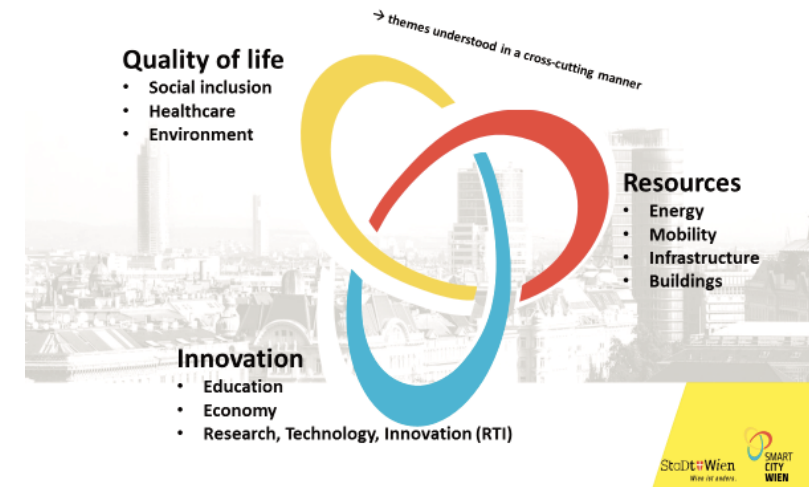 → themes understood in a cross-cutting manner
Quality of life
• Social inclusion
• Healthcare
• Environment
Resources
• Energy
• Mobility
• Infrastructure
• Buildings
Innovation
• Education
• Economy
• Research, Technology, Innovation (RTI)
StaDt Wien
Wien ist anders.
SMART
CITY
WIEN